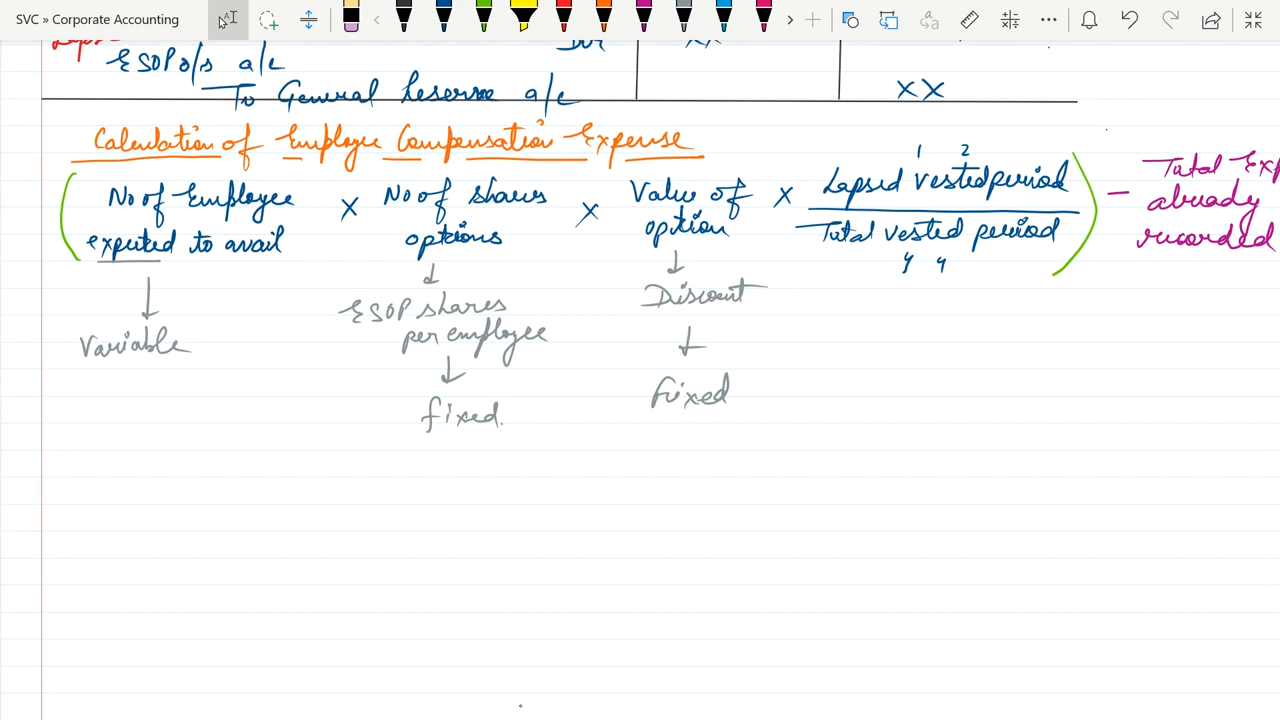 SVC » Corporate Accounting
ESOP o/s a/c
To General Reserve a/c XX
Calculation of Employee Compensation Expense
(No of Employee expected to avail × No of shares options × Value of option × Lapsed vested period / Total vested period) – Total Exp already recorded
1 2
4 4
ESOP shares per employee
Discount
Variable
fixed.
Fixed